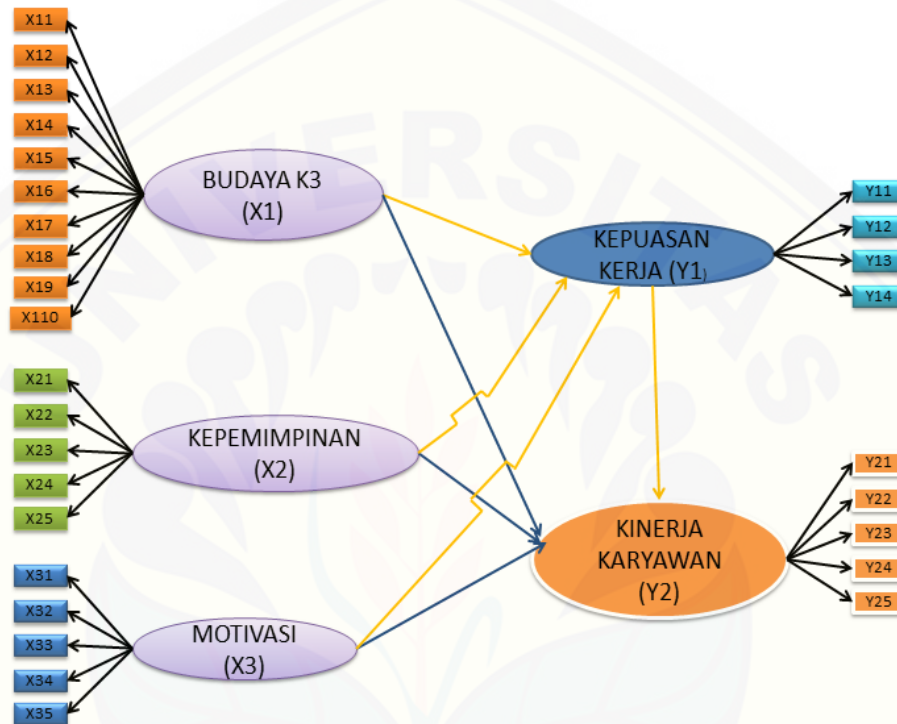 X11
X12
X13
X14
X15
X16
X17
X18
X19
X110
BUDAYA K3
(X1)
X21
X22
X23
X24
X25
KEPEMIMPINAN
(X2)
X31
X32
X33
X34
X35
MOTIVASI
(X3)
KEPUASAN
KERJA (Y1)
Y11
Y12
Y13
Y14
KINERJA
KARYAWAN
(Y2)
Y21
Y22
Y23
Y24
Y25
UNIVERSITAS